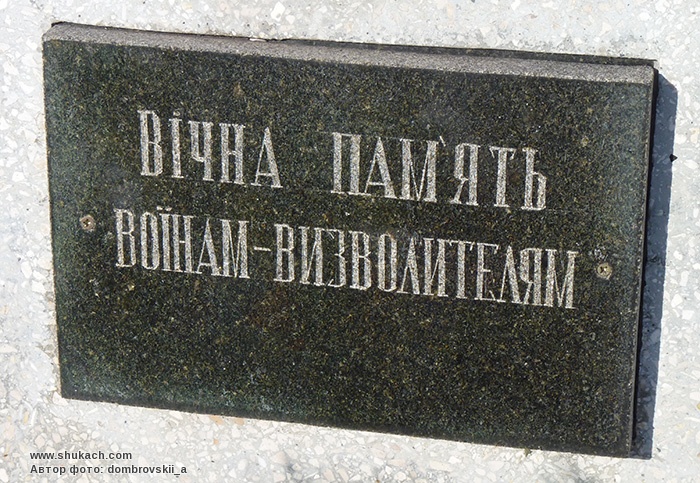 ВІЧНА ПАМ'ЯТЬ
ВОЇНАМ-ВИЗВОЛИТЕЛЯМ
www.shukach.com
Автор фото: dombrovskii_a